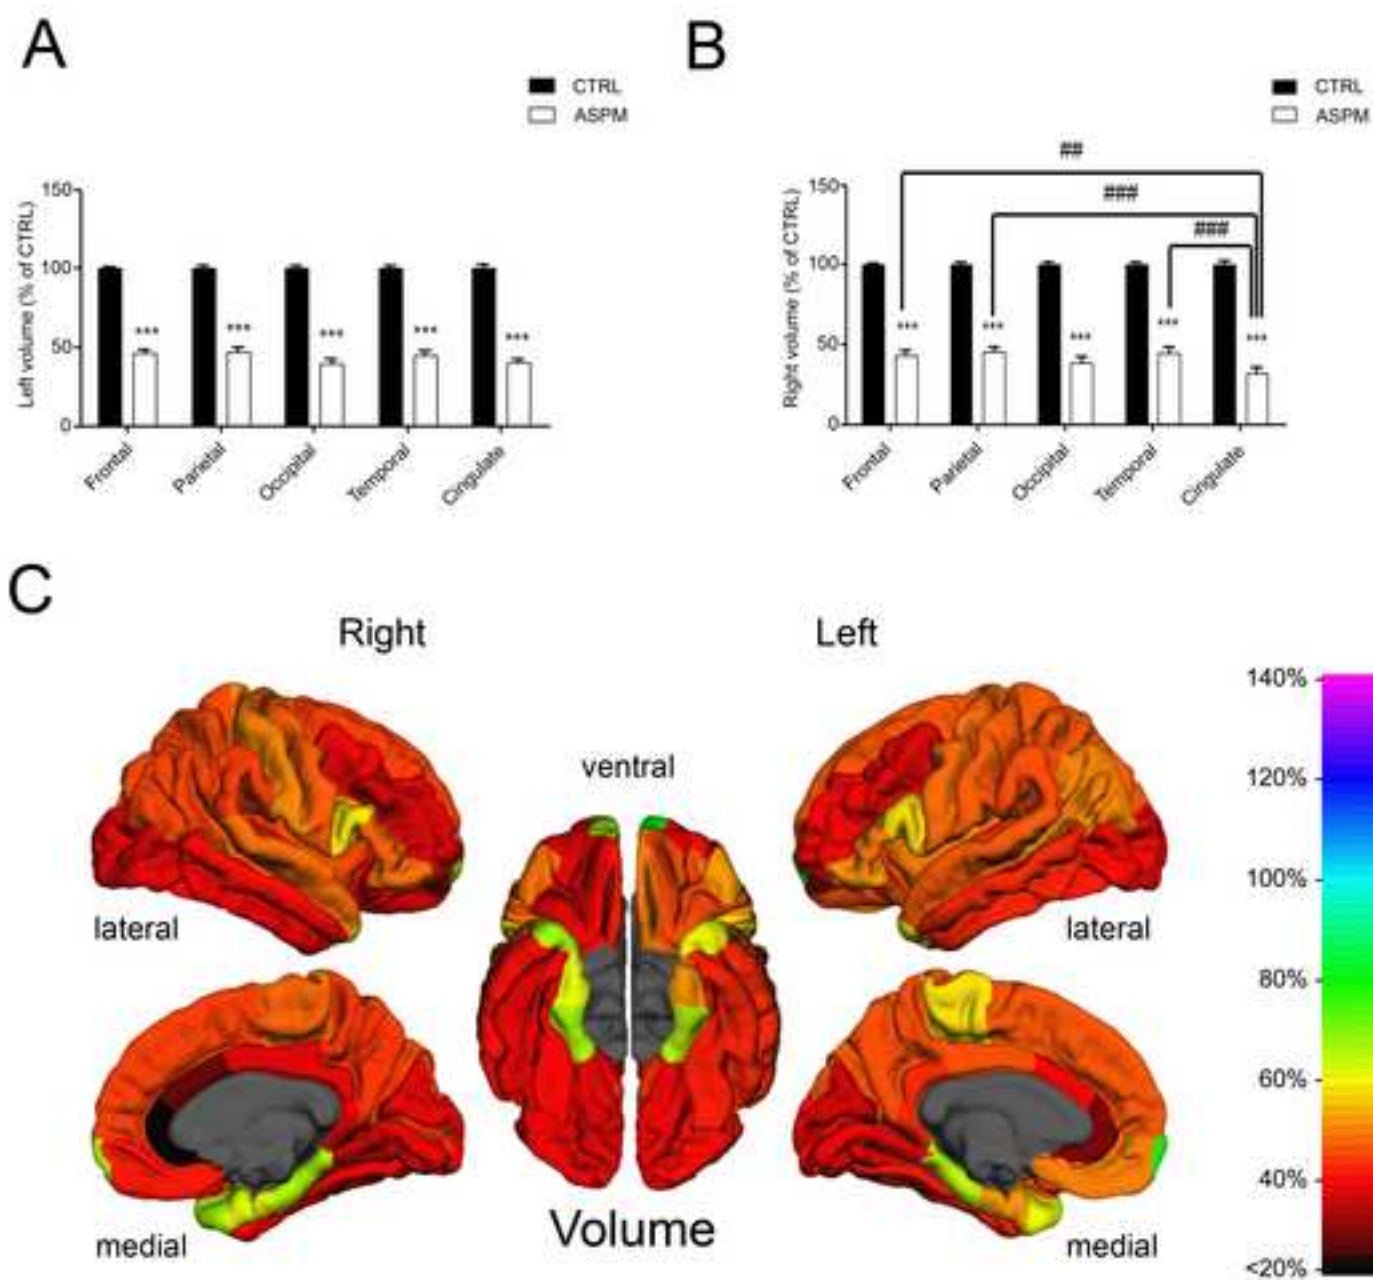 A
CTRL
ASPM
Left volume (% of CTRL)
150
100
50
0
***
***
***
***
***
Frontal
Parietal
Occipital
Temporal
Cingulate
B
CTRL
ASPM
##
###
###
Right volume (% of CTRL)
150
100
50
0
***
***
***
***
***
Frontal
Parietal
Occipital
Temporal
Cingulate
C
Right
Left
ventral
lateral
lateral
medial
medial
Volume
140%
120%
100%
80%
60%
40%
<20%